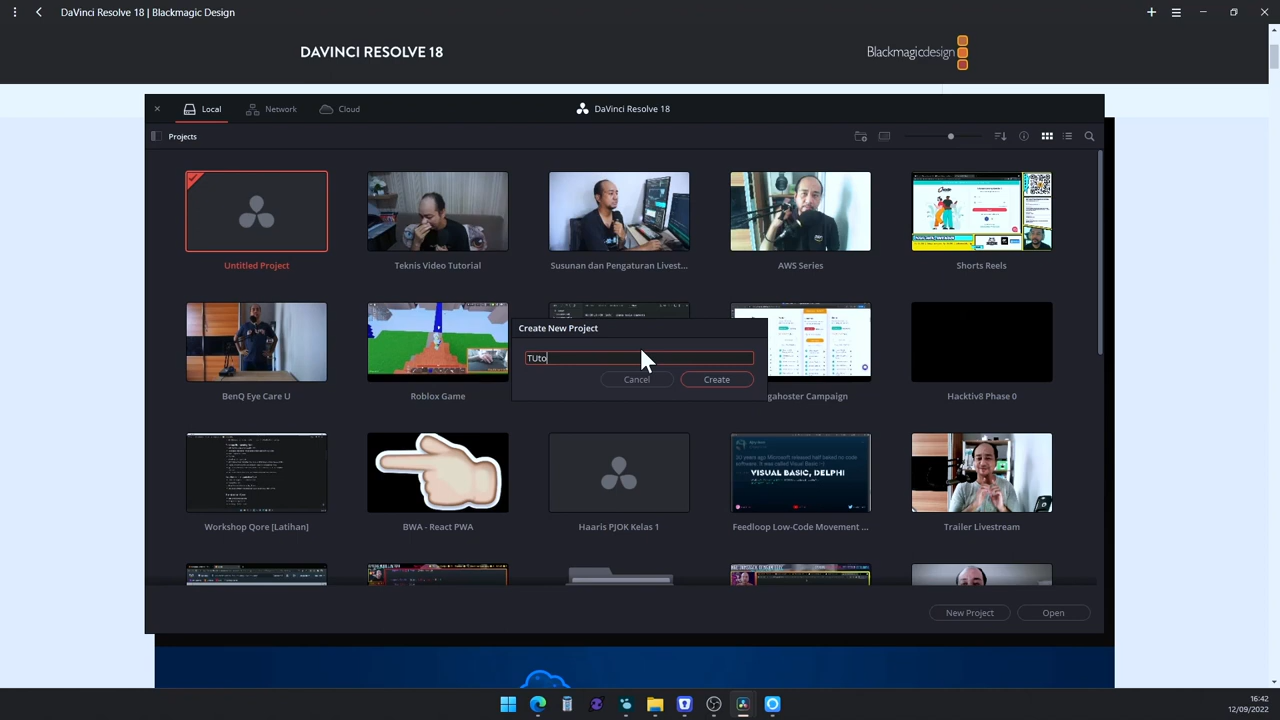 DaVinci Resolve 18 | Blackmagic Design
DAVINCI RESOLVE 18
Blackmagicdesign
Local
Network
Cloud
DaVinci Resolve 18
Projects
Untitled Project
Teknis Video Tutorial
Susunan dan Pengaturan Livest...
AWS Series
Shorts Reels
Create New Project
TUto
Cancel
Create
BenQ Eye Care U
Roblox Game
gahoster Campaign
Hacktiv8 Phase 0
VISUAL BASIC, DELPHI
Workshop Qore [Latihan]
BWA - React PWA
Haaris PJOK Kelas 1
Feedloop Low-Code Movement ...
Trailer Livestream
New Project
Open
16:42
12/09/2022